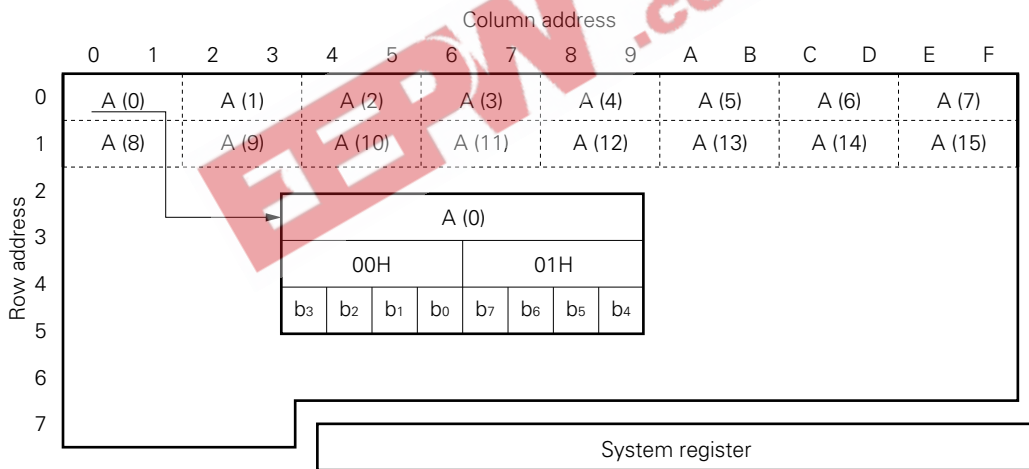 Column address
0 1 2 3 4 5 6 7 8 9 A B C D E F
0 A (0) A (1) A (2) A (3) A (4) A (5) A (6) A (7)
1 A (8) A (9) A (10) A (11) A (12) A (13) A (14) A (15)
2
A (0)
3
00H 01H
4
b3 b2 b1 b0 b7 b6 b5 b4
5
6
7
System register
Row address
EEPW.co